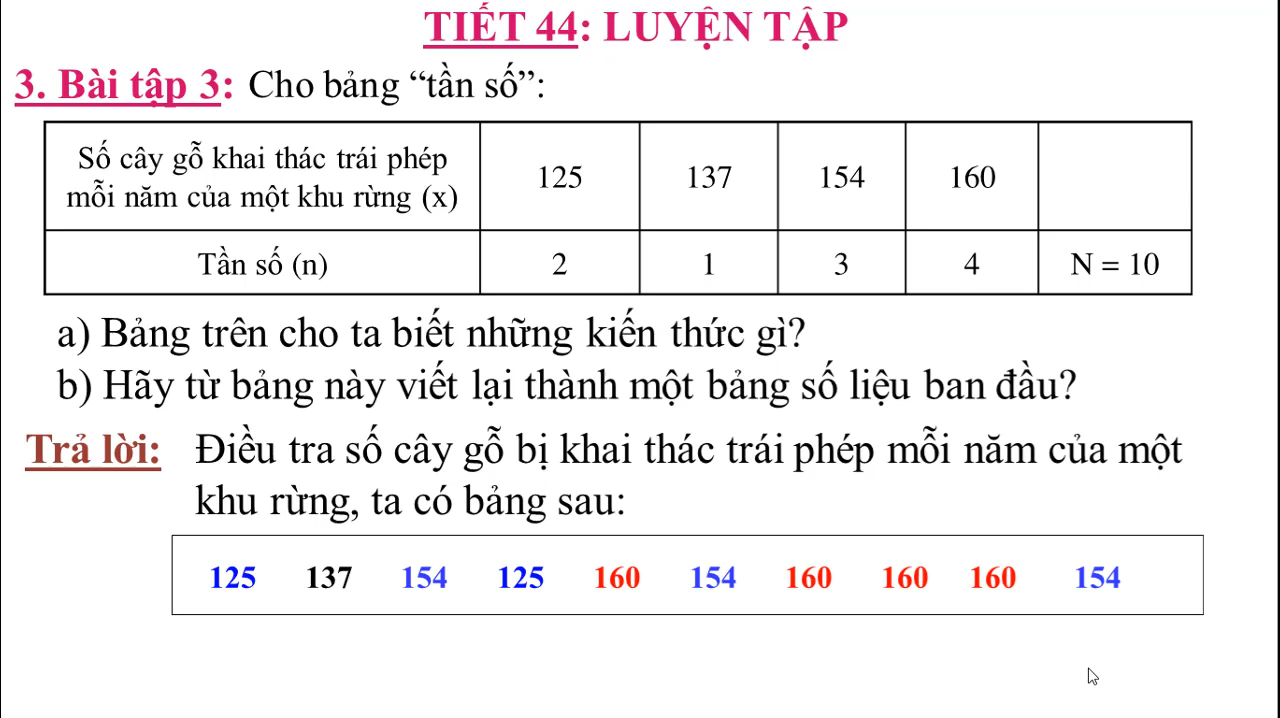 TIẾT 44: LUYỆN TẬP
3. Bài tập 3: Cho bảng “tần số”:
Số cây gỗ khai thác trái phép
mỗi năm của một khu rừng (x) 125 137 154 160
Tần số (n) 2 1 3 4 N = 10
a) Bảng trên cho ta biết những kiến thức gì?
b) Hãy từ bảng này viết lại thành một bảng số liệu ban đầu?
Trả lời: Điều tra số cây gỗ bị khai thác trái phép mỗi năm của một
khu rừng, ta có bảng sau:
125 137 154 125 160 154 160 160 160 154